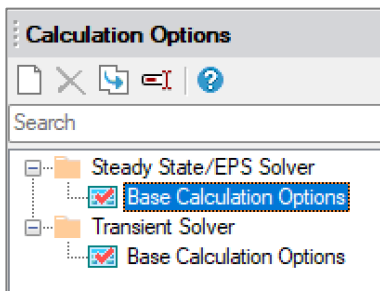 Calculation Options
Search
Steady State/EPS Solver
Base Calculation Options
Transient Solver
Base Calculation Options